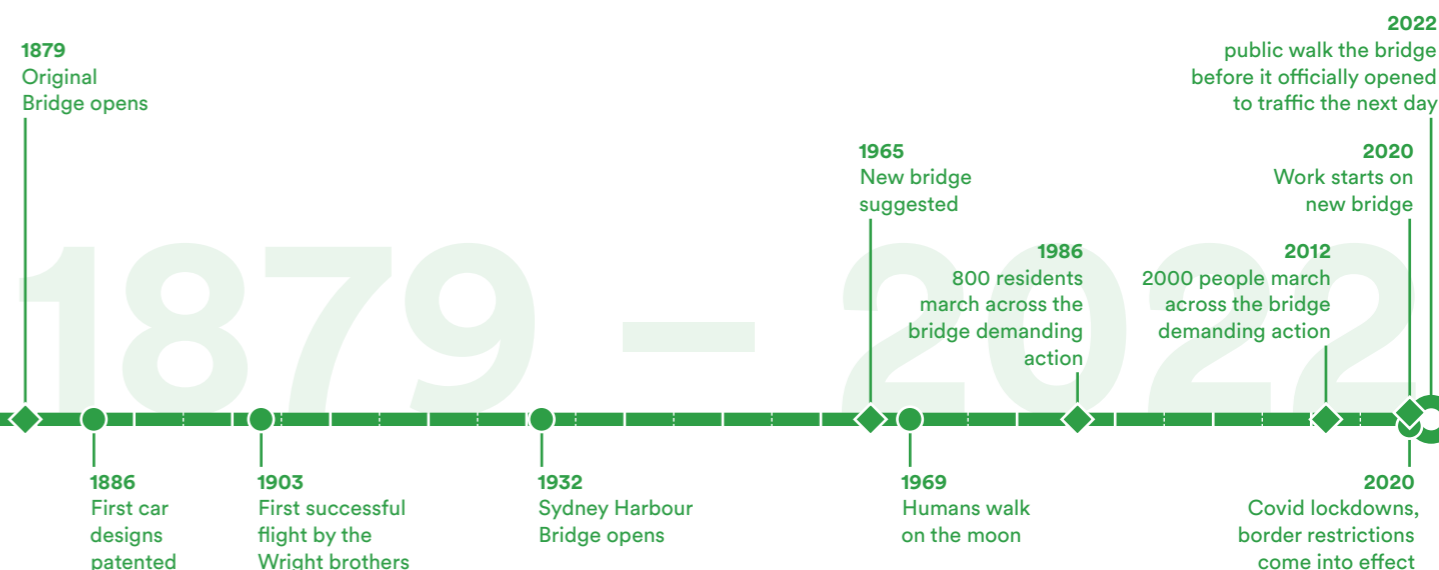 1879
Original
Bridge opens
1965
New bridge
suggested
1986
800 residents
march across the
bridge demanding
action
2012
2000 people march
across the bridge
demanding action
2020
Work starts on
new bridge
2022
public walk the bridge
before it officially opened
to traffic the next day
1879 – 2022
1886
First car
designs
patented
1903
First successful
flight by the
Wright brothers
1932
Sydney Harbour
Bridge opens
1969
Humans walk
on the moon
2020
Covid lockdowns,
border restrictions
come into effect